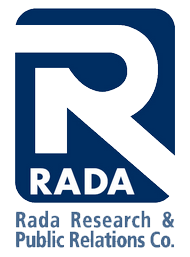 R
RADA
Rada Research &
Public Relations Co.